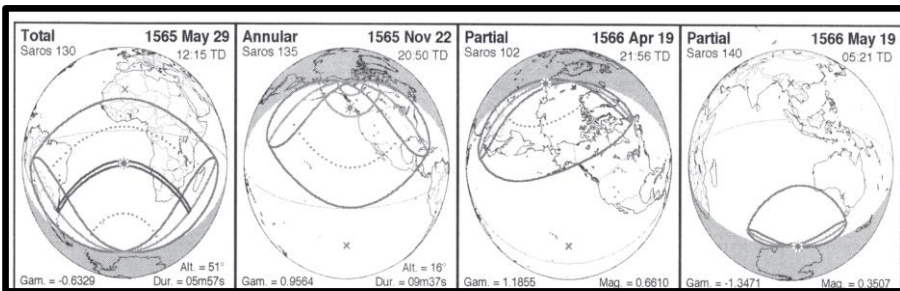 Total 1565 May 29
Saros 130 12:15 TD
Alt. = 51°
Gam. = -0.6329 Dur. = 05m57s
Annular 1565 Nov 22
Saros 135 20:50 TD
Alt. = 16°
Gam. = 0.9564 Dur. = 09m37s
Partial 1566 Apr 19
Saros 102 21:56 TD
Gam. = 1.1855 Mag. = 0.6610
Partial 1566 May 19
Saros 140 05:21 TD
Gam. = -1.3471 Mag. = 0.3507